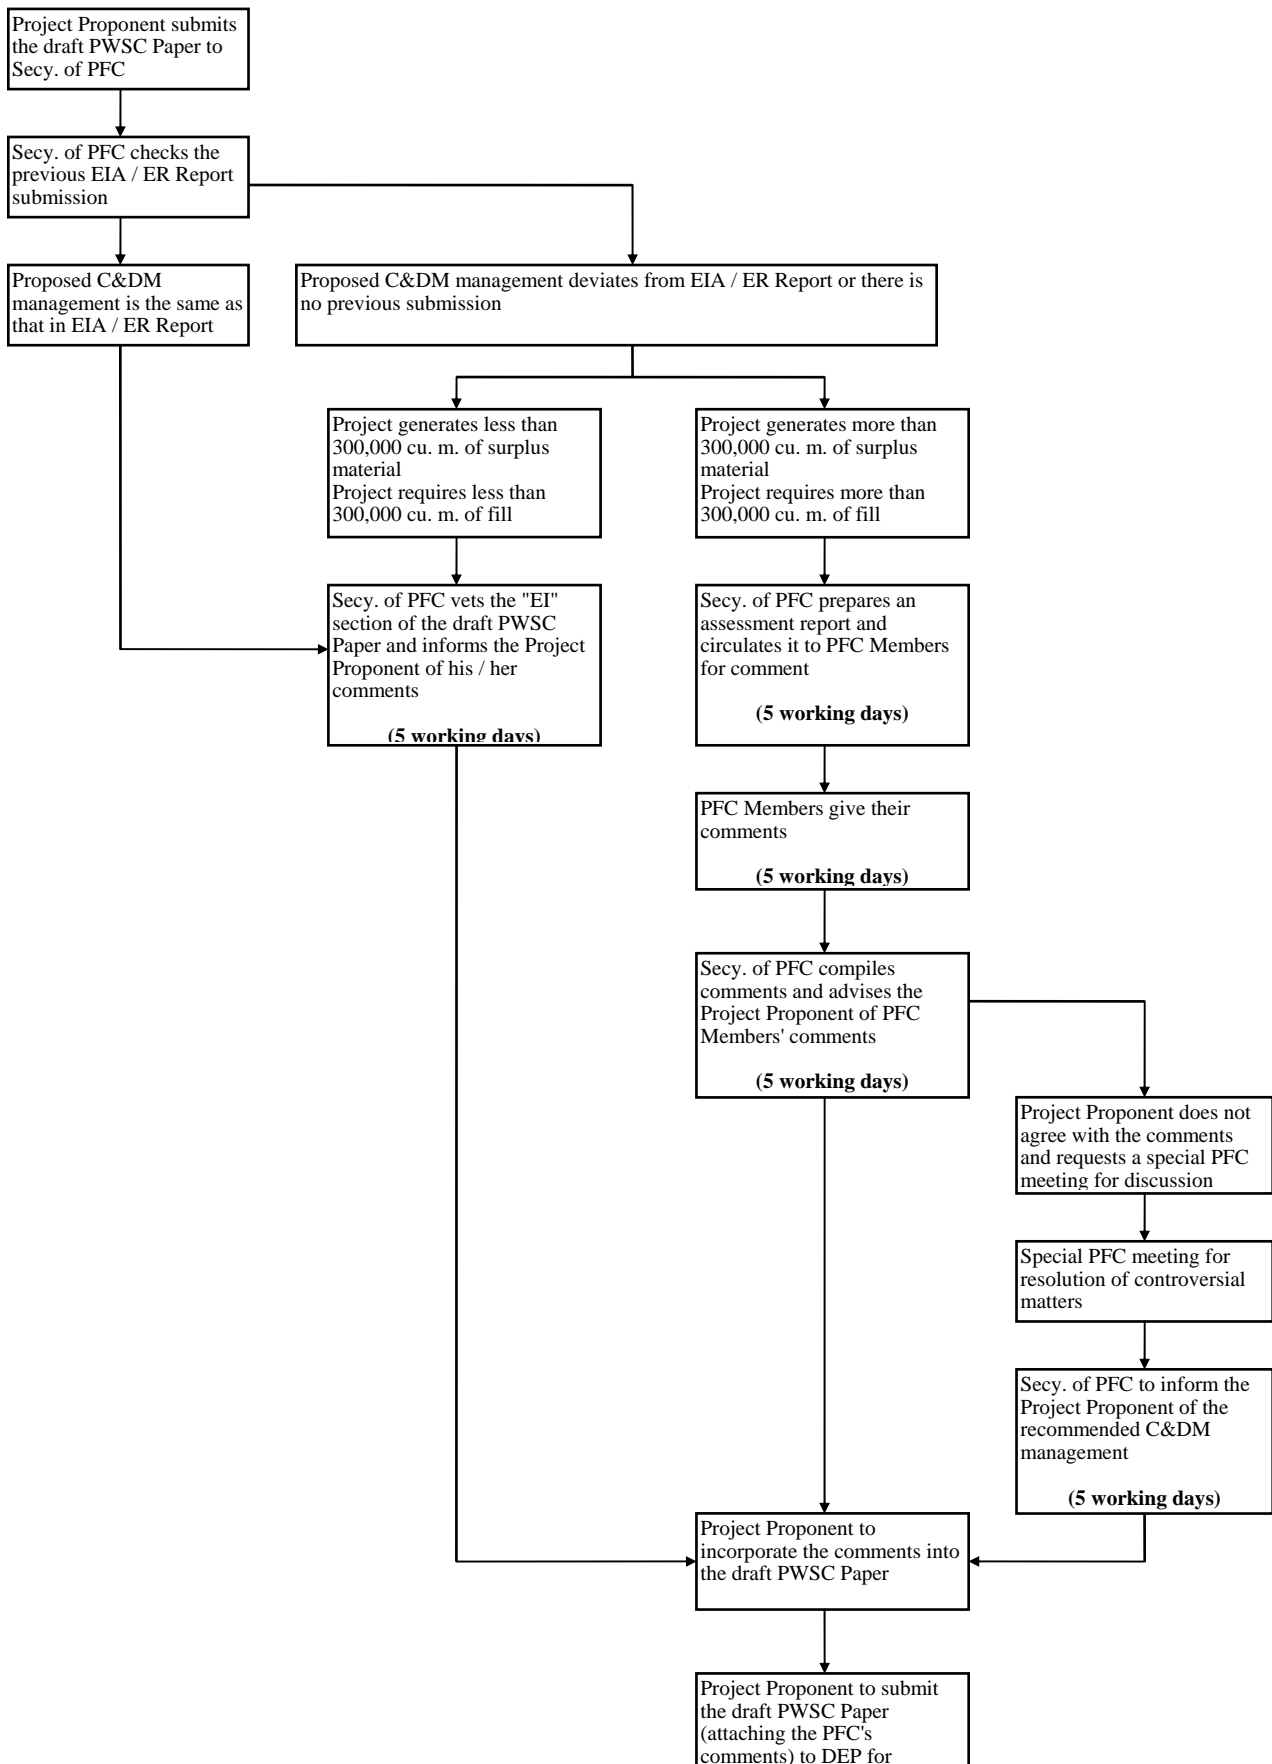 Project Proponent submits
the draft PWSC Paper to
Secy. of PFC
Secy. of PFC checks the
previous EIA / ER Report
submission
Proposed C&DM
management is the same as
that in EIA / ER Report
Proposed C&DM management deviates from EIA / ER Report or there is
no previous submission
Project generates less than
300,000 cu. m. of surplus
material
Project requires less than
300,000 cu. m. of fill
Project generates more than
300,000 cu. m. of surplus
material
Project requires more than
300,000 cu. m. of fill
Secy. of PFC vets the "EI"
section of the draft PWSC
Paper and informs the Project
Proponent of his / her
comments
(5 working days)
Secy. of PFC prepares an
assessment report and
circulates it to PFC Members
for comment
(5 working days)
PFC Members give their
comments
(5 working days)
Secy. of PFC compiles
comments and advises the
Project Proponent of PFC
Members' comments
(5 working days)
Project Proponent does not
agree with the comments
and requests a special PFC
meeting for discussion
Special PFC meeting for
resolution of controversial
matters
Secy. of PFC to inform the
Project Proponent of the
recommended C&DM
management
(5 working days)
Project Proponent to
incorporate the comments into
the draft PWSC Paper
Project Proponent to submit
the draft PWSC Paper
(attaching the PFC's
comments) to DEP for